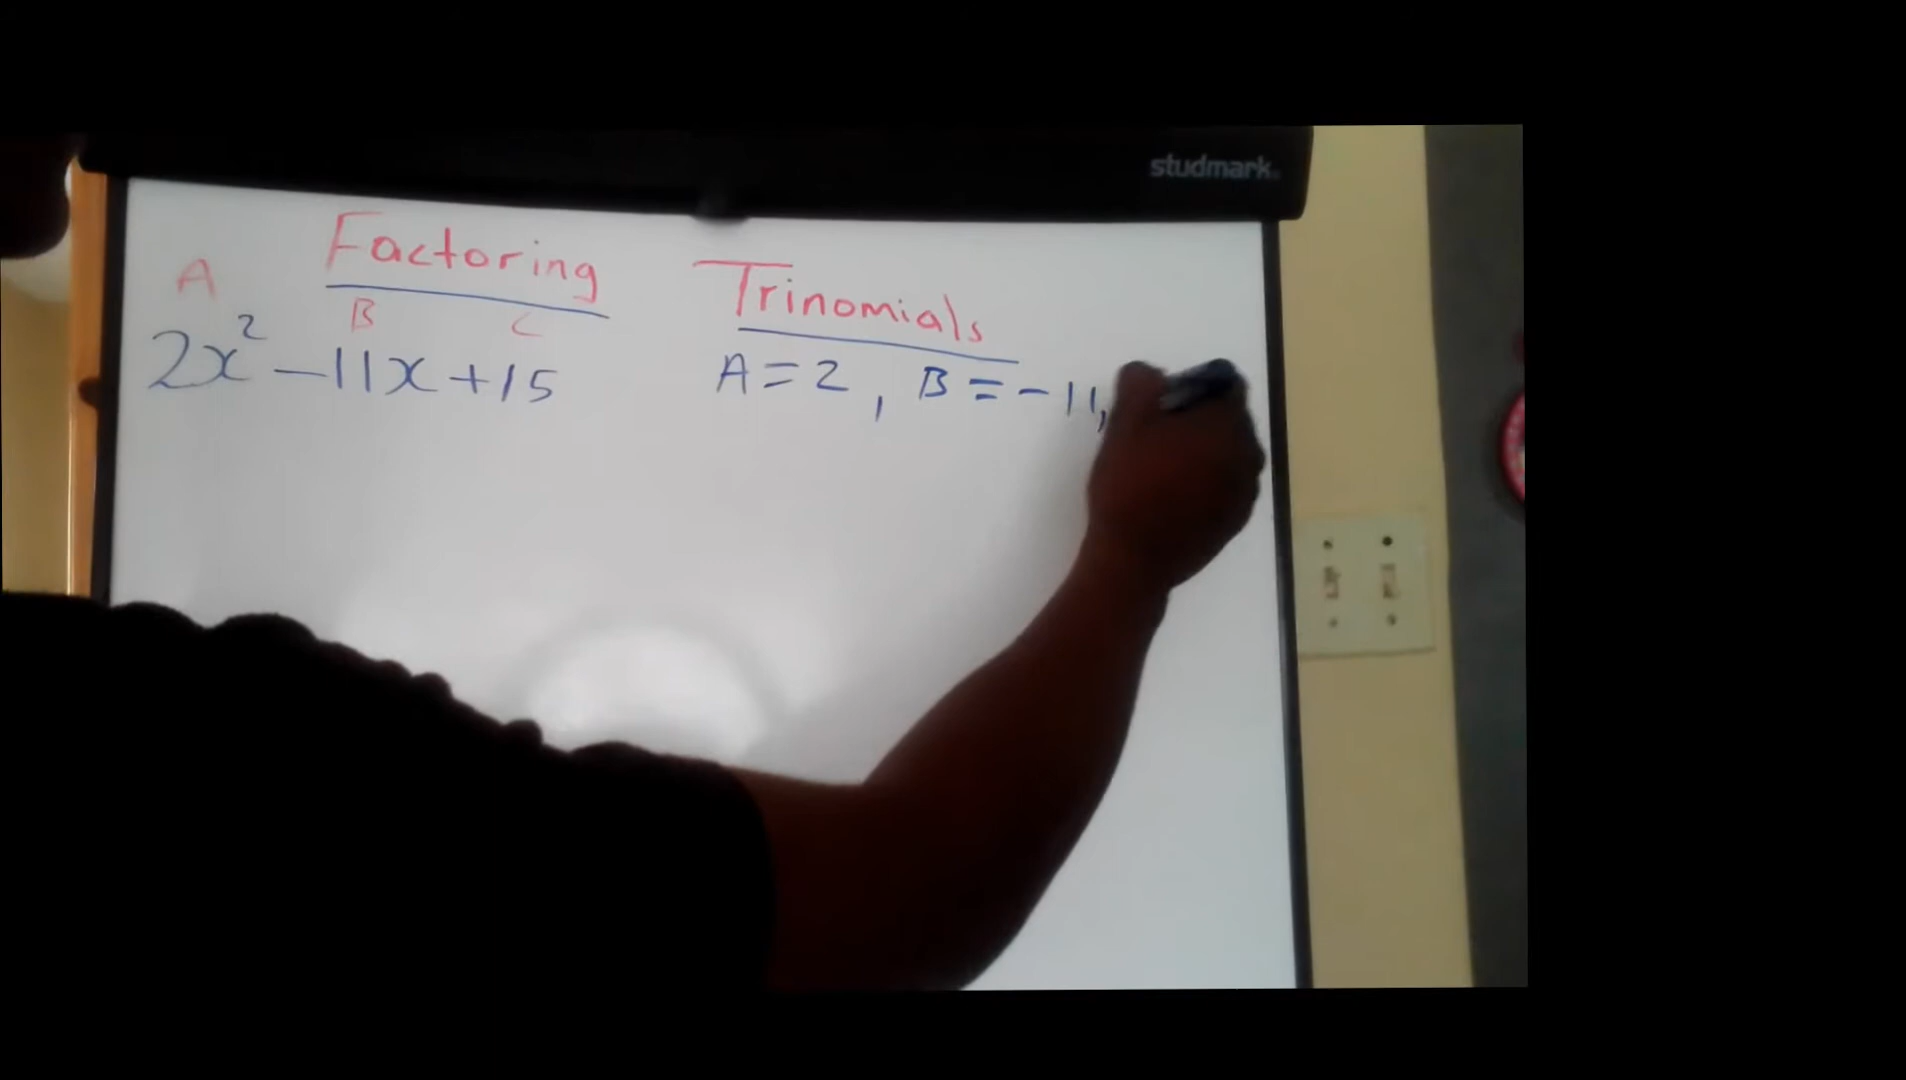 studmark.
Factoring Trinomials
A B C
2x² -11x +15
A = 2, B = -11,